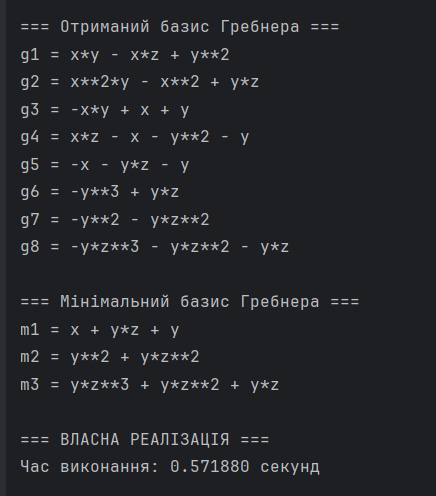 === Отриманий базис Гребнера ===
g1 = x*y - x*z + y**2
g2 = x**2*y - x**2 + y*z
g3 = -x*y + x + y
g4 = x*z - x - y**2 - y
g5 = -x - y*z - y
g6 = -y**3 + y*z
g7 = -y**2 - y*z**2
g8 = -y*z**3 - y*z**2 - y*z
=== Мінімальний базис Гребнера ===
m1 = x + y*z + y
m2 = y**2 + y*z**2
m3 = y*z**3 + y*z**2 + y*z
=== ВЛАСНА РЕАЛІЗАЦІЯ ===
Час виконання: 0.571880 секунд